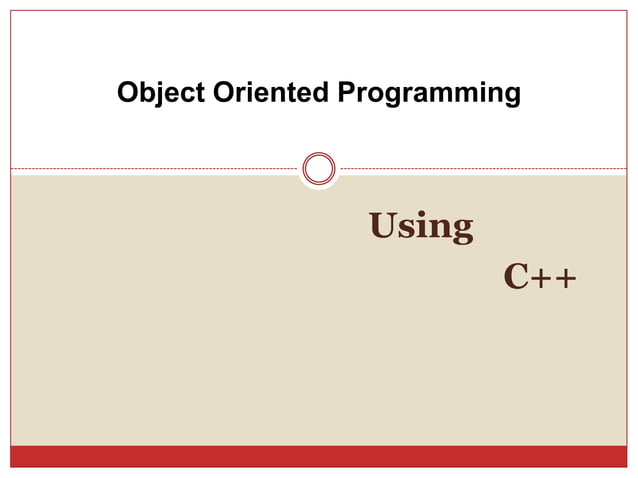 Object Oriented Programming
Using
C++